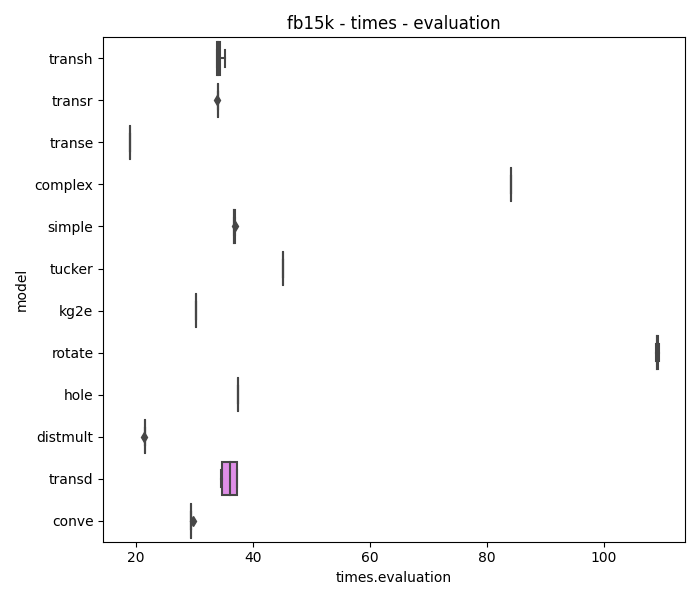 fb15k - times - evaluation
transh
transr
transe
complex
simple
tucker
kg2e
rotate
hole
distmult
transd
conve
model
20 40 60 80 100
times.evaluation